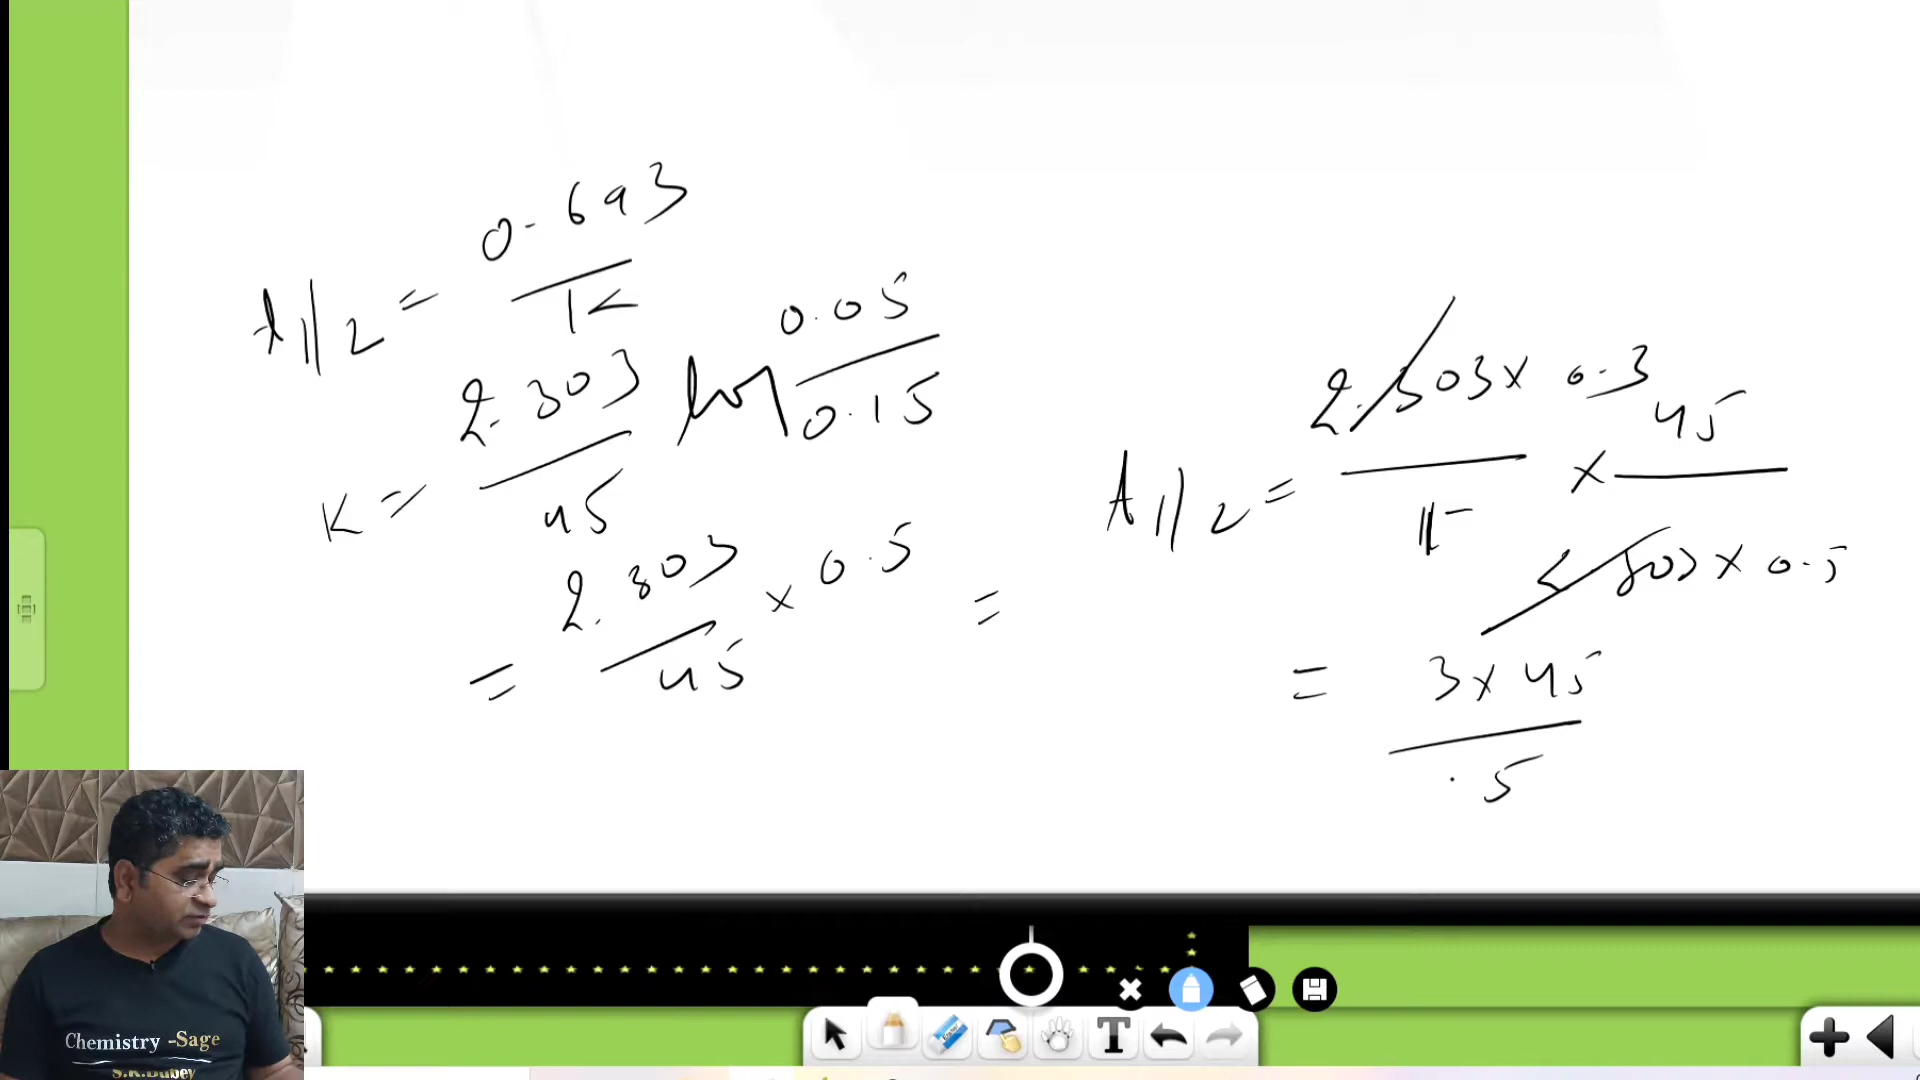 t1/2 = 0.693 / K
K = 2.303 / 45 log 0.05 / 0.15
= 2.303 / 45 × 0.5 =
t1/2 = 2.303 × 0.3 / K × 45 / 2.303 × 0.5
= 3 × 45 / .5
Chemistry -Sage
S.K.Dubey
T